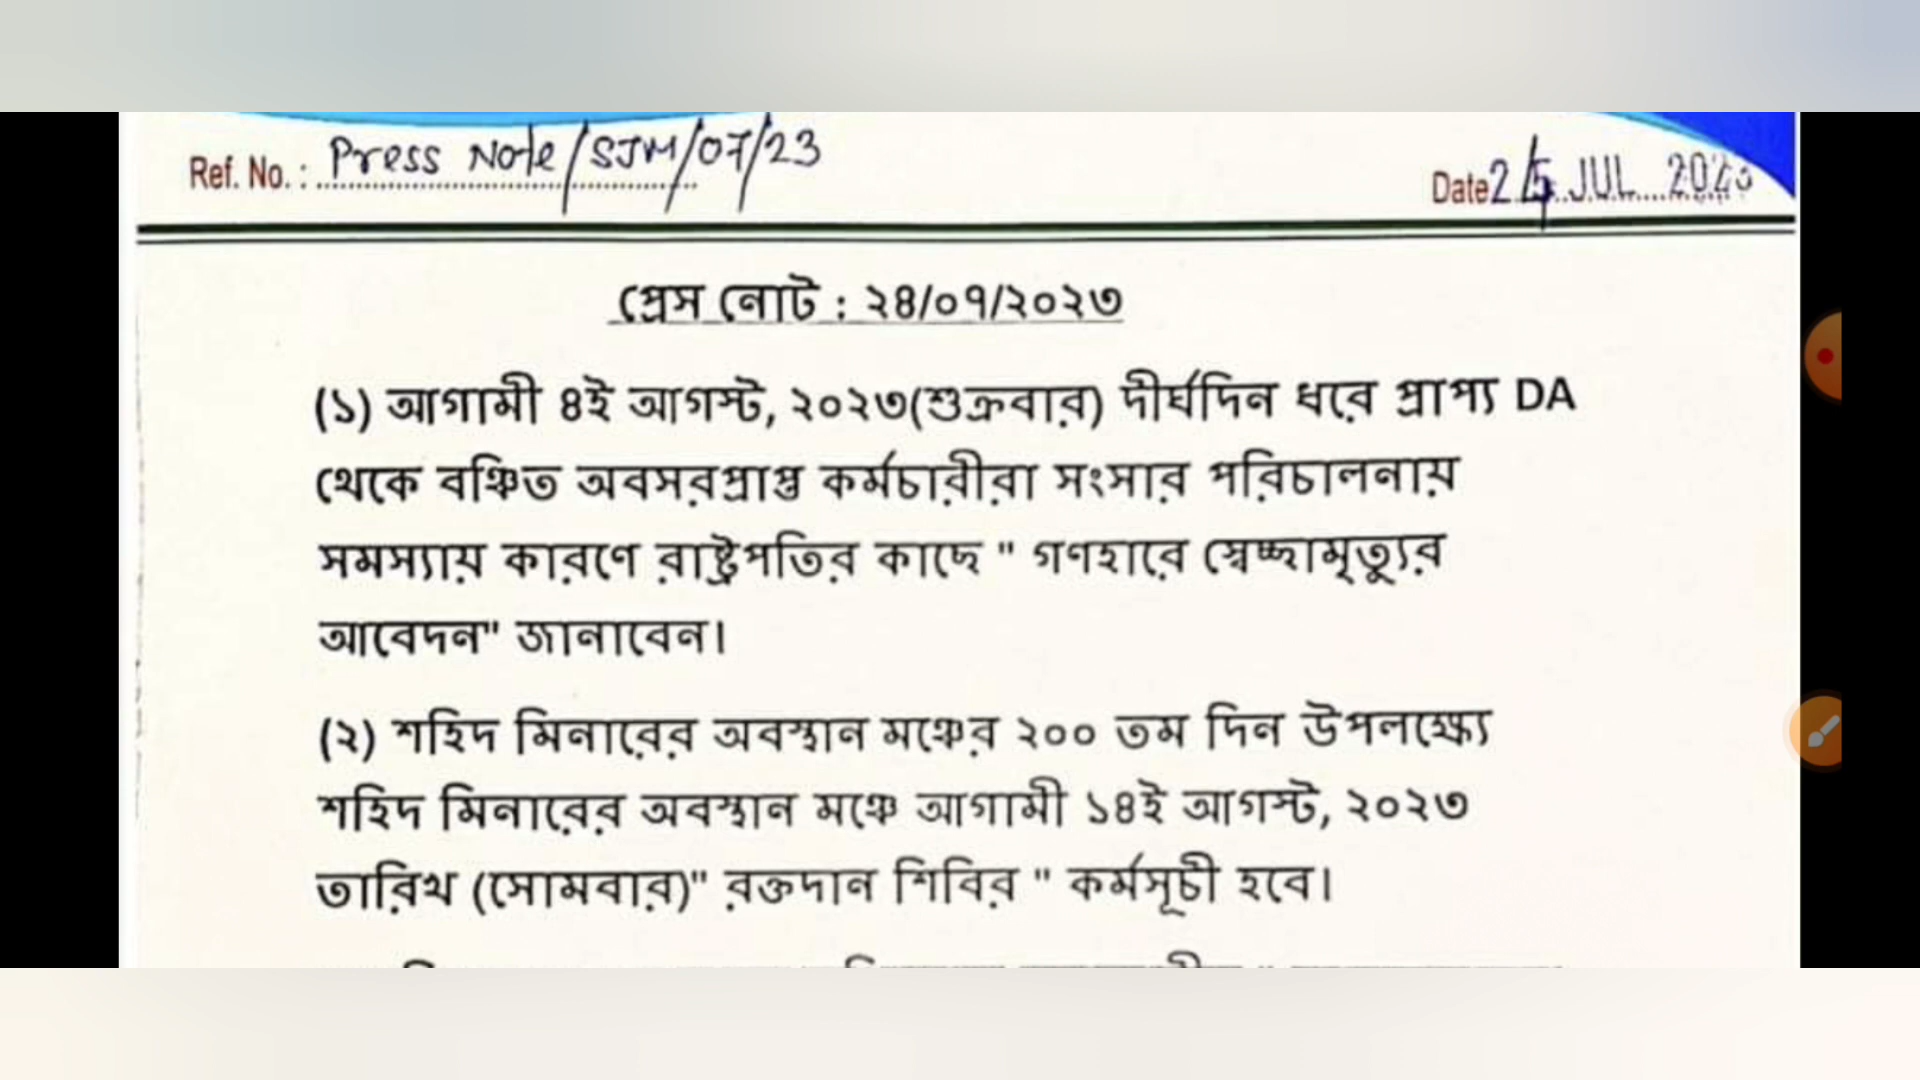 Ref. No. : Press Note/SJM/07/23
Date 25 JUL 2023
প্রেস নোট : ২৪/০৭/২০২৩
(১) আগামী ৪ই আগস্ট, ২০২৩(শুক্রবার) দীর্ঘদিন ধরে প্রাপ্য DA
থেকে বঞ্চিত অবসরপ্রাপ্ত কর্মচারীরা সংসার পরিচালনায়
সমস্যায় কারণে রাষ্ট্রপতির কাছে " গণহারে স্বেচ্ছামৃত্যুর
আবেদন" জানাবেন।
(২) শহিদ মিনারের অবস্থান মঞ্চের ২০০ তম দিন উপলক্ষ্যে
শহিদ মিনারের অবস্থান মঞ্চে আগামী ১৪ই আগস্ট, ২০২৩
তারিখ (সোমবার)" রক্তদান শিবির " কর্মসূচী হবে।